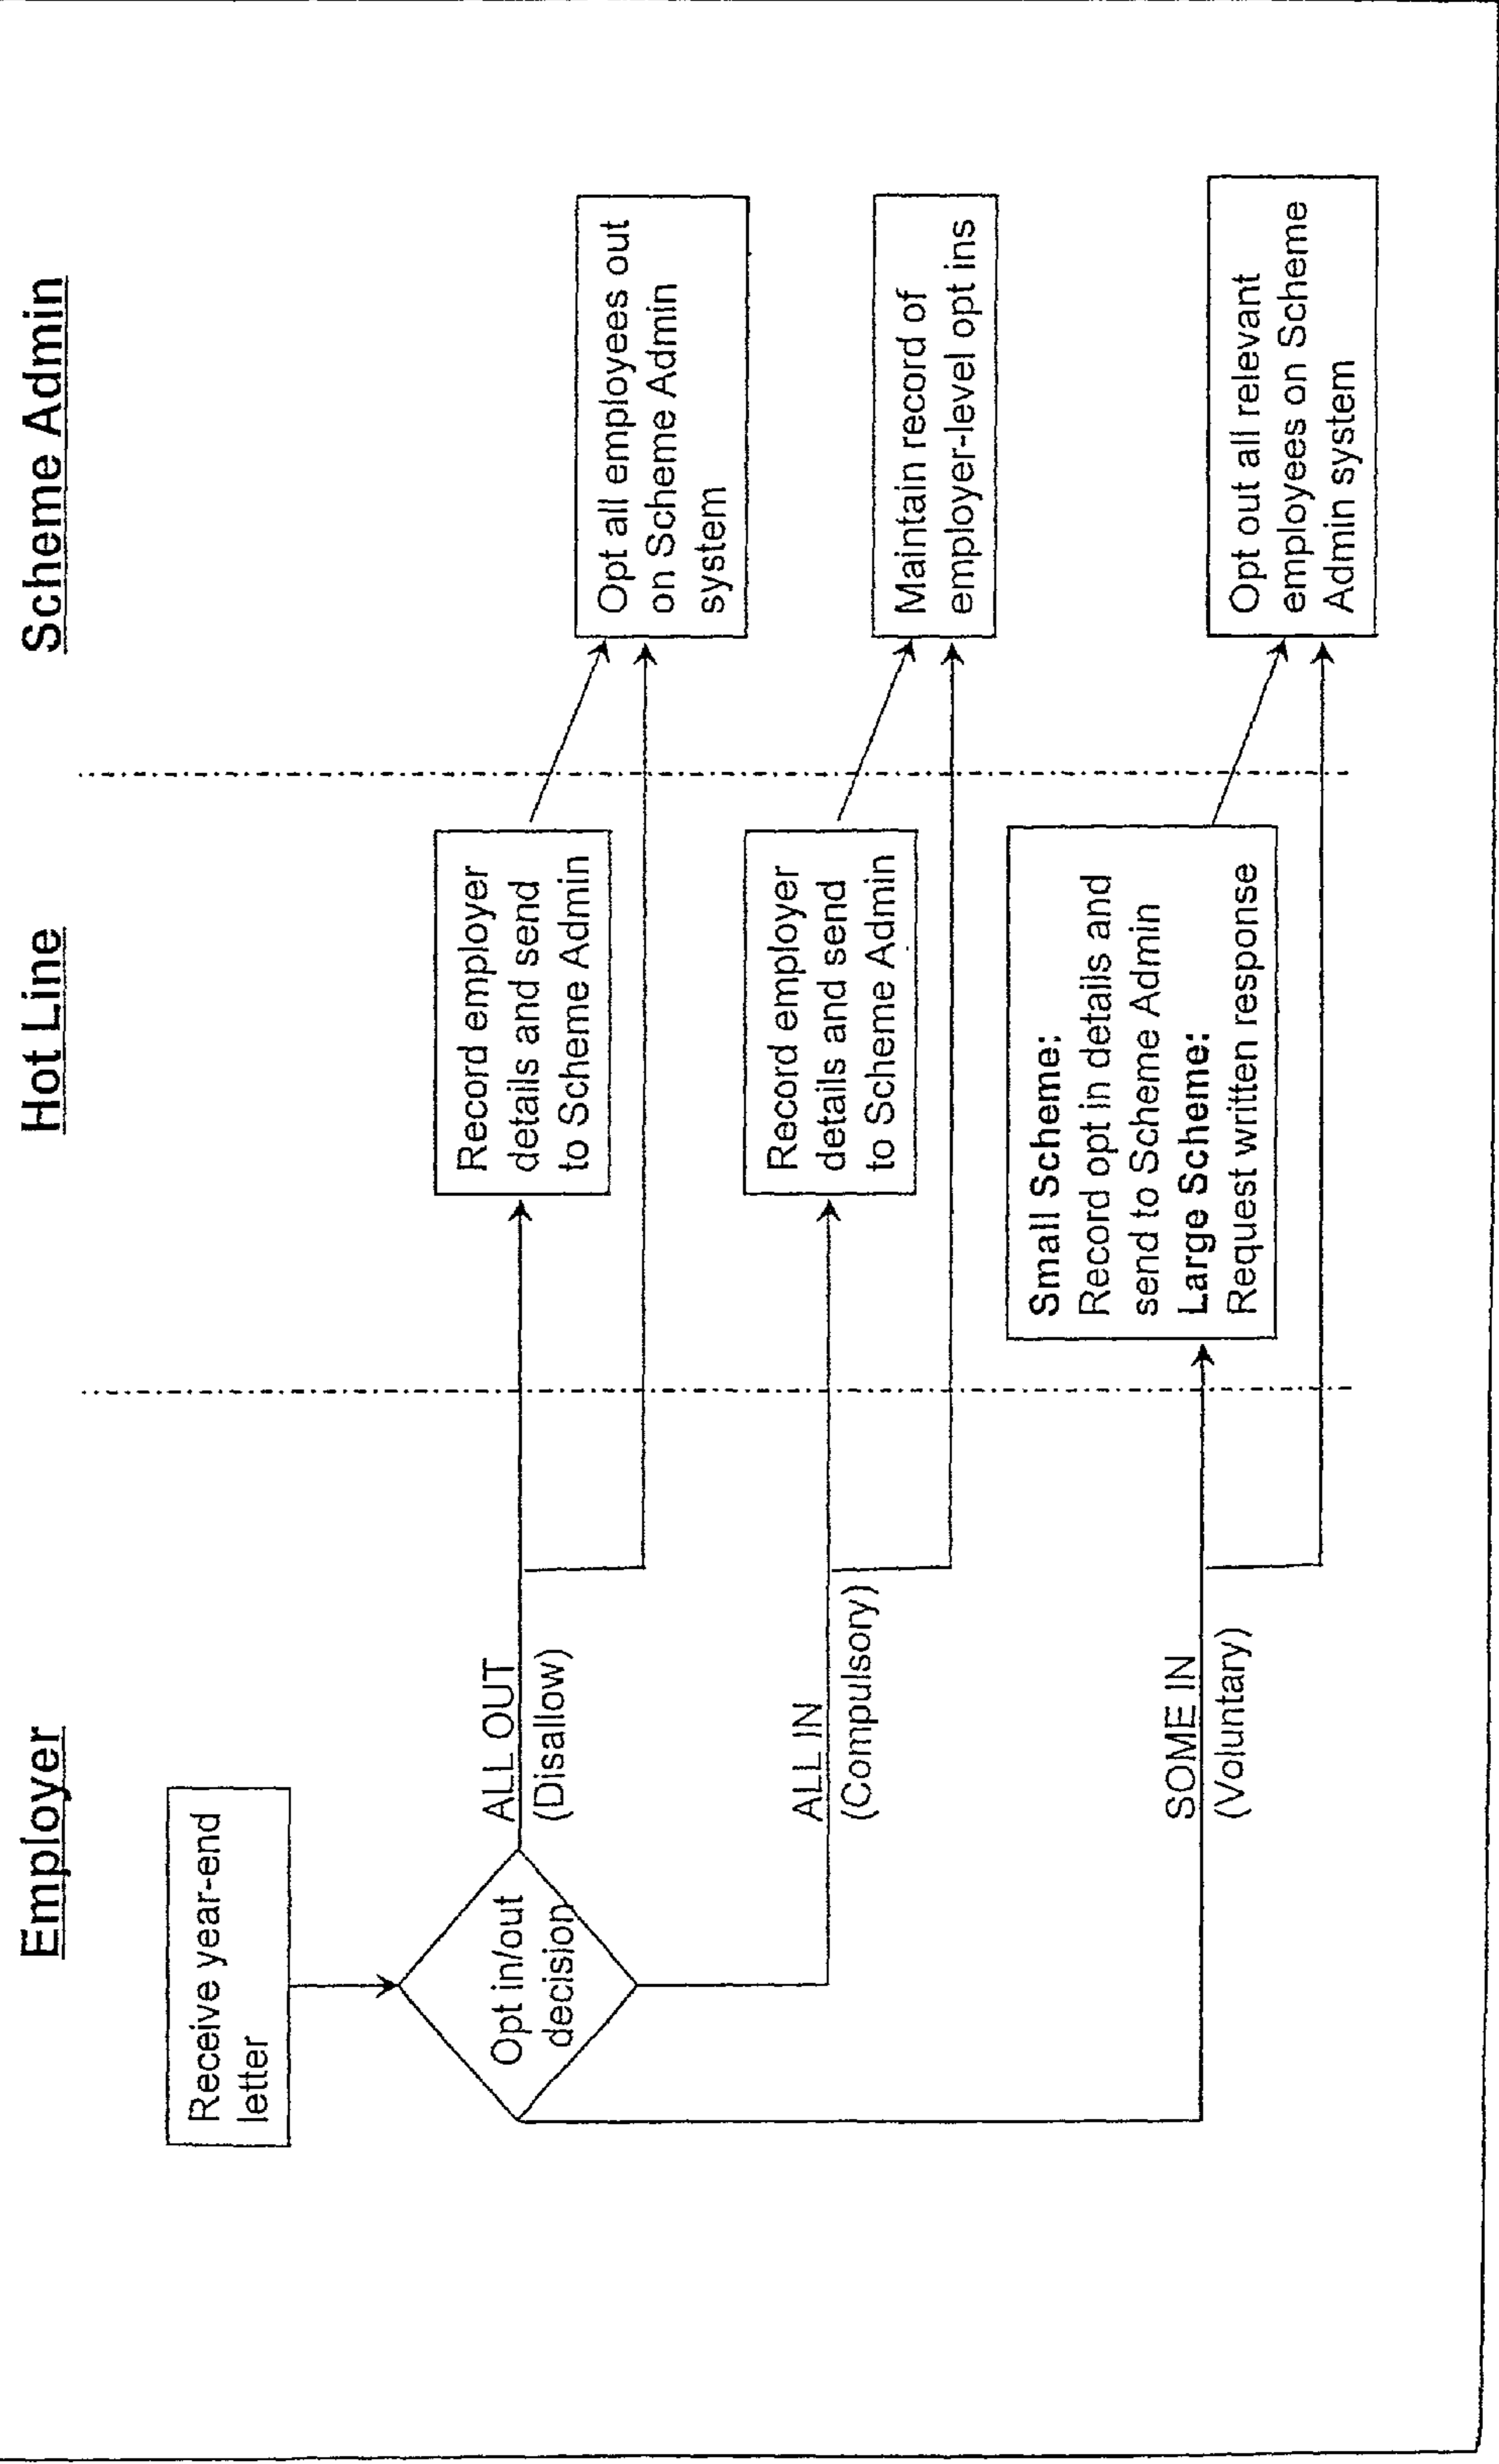 Employer
Hot Line
Scheme Admin
Receive year-end
letter
Opt in/out
decision
ALL OUT
(Disallow)
Record employer
details and send
to Scheme Admin
Opt all employees out
on Scheme Admin
system
ALL IN
(Compulsory)
Record employer
details and send
to Scheme Admin
Maintain record of
employer-level opt ins
SOME IN
(Voluntary)
Small Scheme:
Record opt in details and
send to Scheme Admin
Large Scheme:
Request written response
Opt out all relevant
employees on Scheme
Admin system